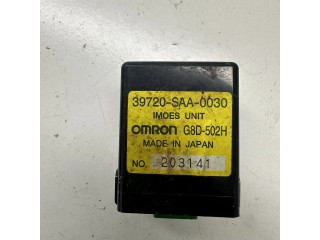 39720-SAA-0030
IMOES UNIT
OMRON G8D-502H
MADE IN JAPAN
NO. 203141